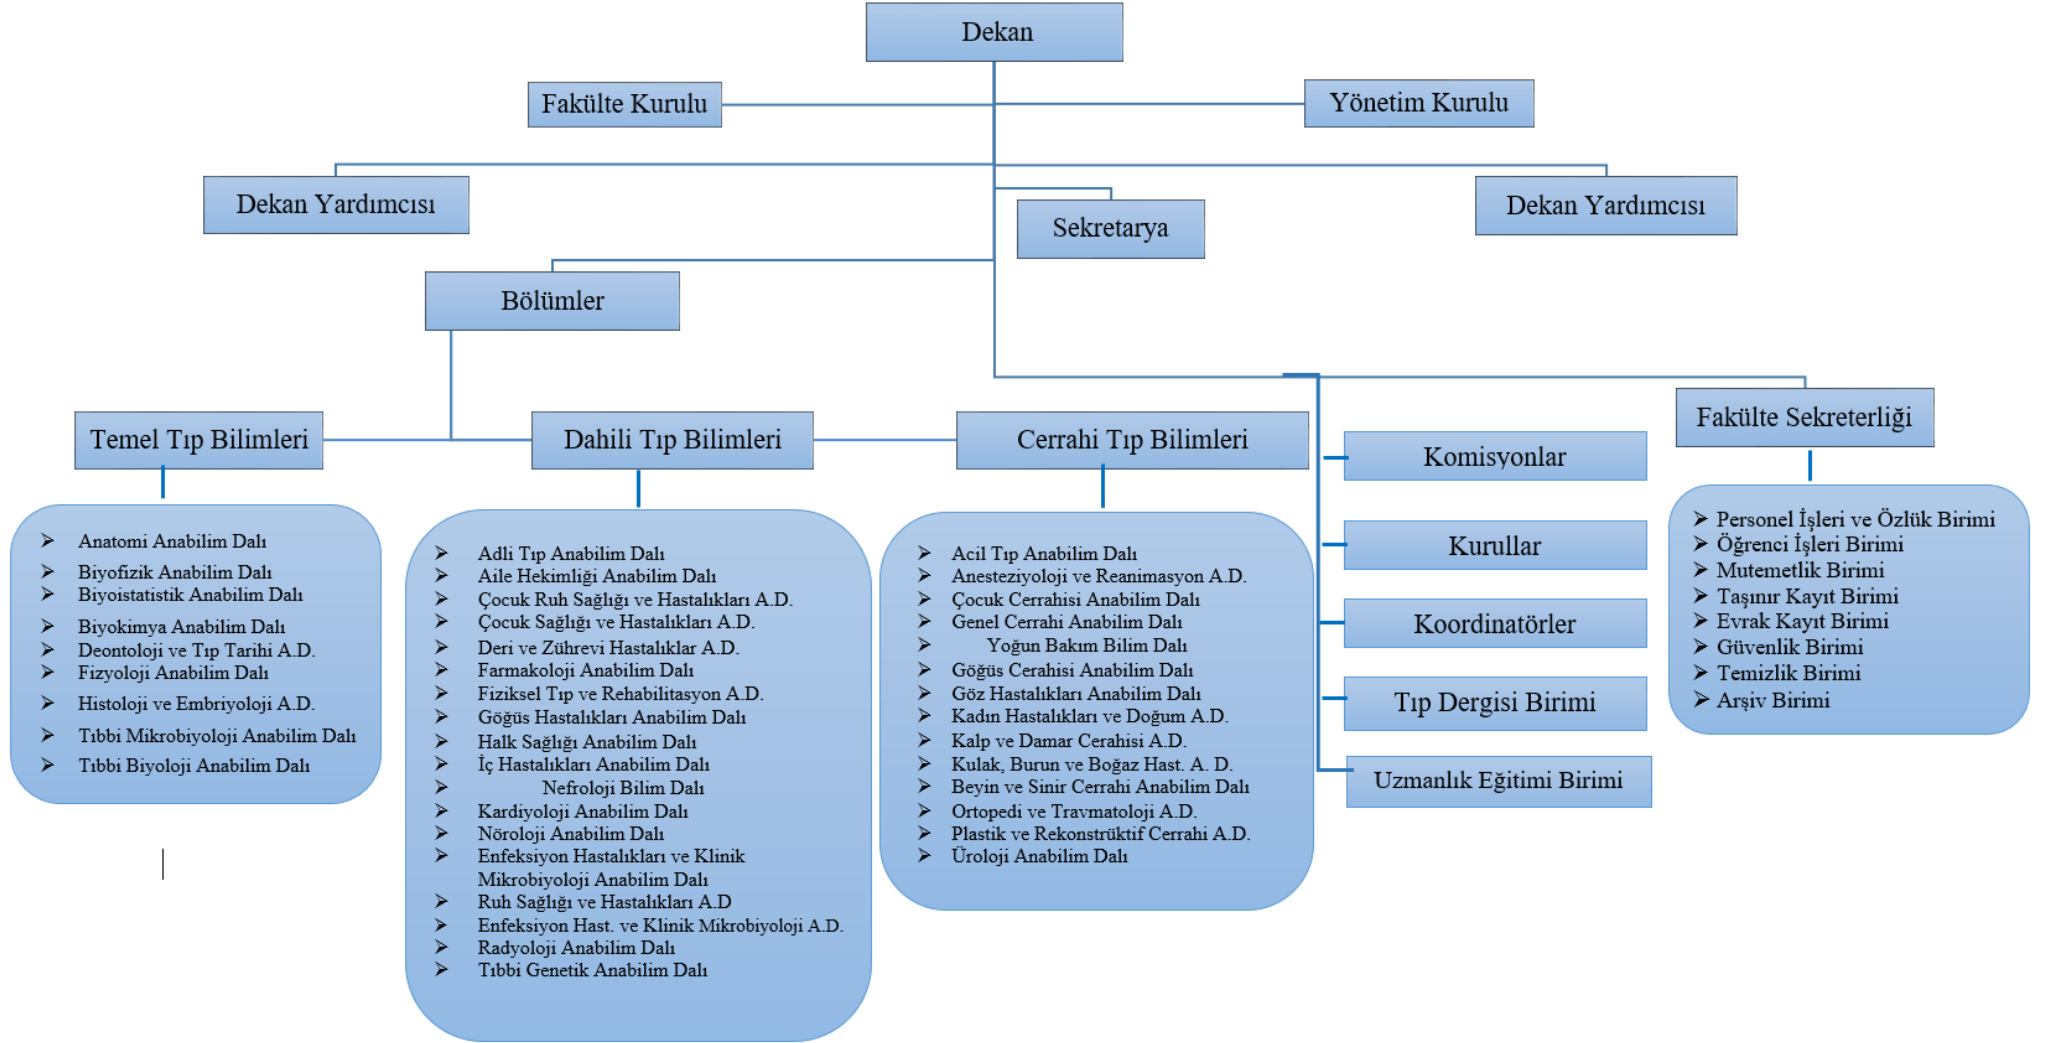 Dekan
Fakülte Kurulu
Yönetim Kurulu
Dekan Yardımcısı
Sekretarya
Dekan Yardımcısı
Bölümler
Temel Tıp Bilimleri
Dahili Tıp Bilimleri
Cerrahi Tıp Bilimleri
Fakülte Sekreterliği
Anatomi Anabilim Dalı
Biyofizik Anabilim Dalı
Biyoistatistik Anabilim Dalı
Biyokimya Anabilim Dalı
Deontoloji ve Tıp Tarihi A.D.
Fizyoloji Anabilim Dalı
Histoloji ve Embriyoloji A.D.
Tıbbi Mikrobiyoloji Anabilim Dalı
Tıbbi Biyoloji Anabilim Dalı
Adli Tıp Anabilim Dalı
Aile Hekimliği Anabilim Dalı
Çocuk Ruh Sağlığı ve Hastalıkları A.D.
Çocuk Sağlığı ve Hastalıkları A.D.
Deri ve Zührevi Hastalıklar A.D.
Farmakoloji Anabilim Dalı
Fiziksel Tıp ve Rehabilitasyon A.D.
Göğüs Hastalıkları Anabilim Dalı
Halk Sağlığı Anabilim Dalı
İç Hastalıkları Anabilim Dalı
Nefroloji Bilim Dalı
Kardiyoloji Anabilim Dalı
Nöroloji Anabilim Dalı
Enfeksiyon Hastalıkları ve Klinik
Mikrobiyoloji Anabilim Dalı
Ruh Sağlığı ve Hastalıkları A.D
Enfeksiyon Hast. ve Klinik Mikrobiyoloji A.D.
Radyoloji Anabilim Dalı
Tıbbi Genetik Anabilim Dalı
Acil Tıp Anabilim Dalı
Anesteziyoloji ve Reanimasyon A.D.
Çocuk Cerrahisi Anabilim Dalı
Genel Cerrahi Anabilim Dalı
Yoğun Bakım Bilim Dalı
Göğüs Cerahisi Anabilim Dalı
Göz Hastalıkları Anabilim Dalı
Kadın Hastalıkları ve Doğum A.D.
Kalp ve Damar Cerahisi A.D.
Kulak, Burun ve Boğaz Hast. A. D.
Beyin ve Sinir Cerrahi Anabilim Dalı
Ortopedi ve Travmatoloji A.D.
Plastik ve Rekonstrüktif Cerrahi A.D.
Üroloji Anabilim Dalı
Komisyonlar
Kurullar
Koordinatörler
Tıp Dergisi Birimi
Uzmanlık Eğitimi Birimi
Personel İşleri ve Özlük Birimi
Öğrenci İşleri Birimi
Mutemetlik Birimi
Taşınır Kayıt Birimi
Evrak Kayıt Birimi
Güvenlik Birimi
Temizlik Birimi
Arşiv Birimi